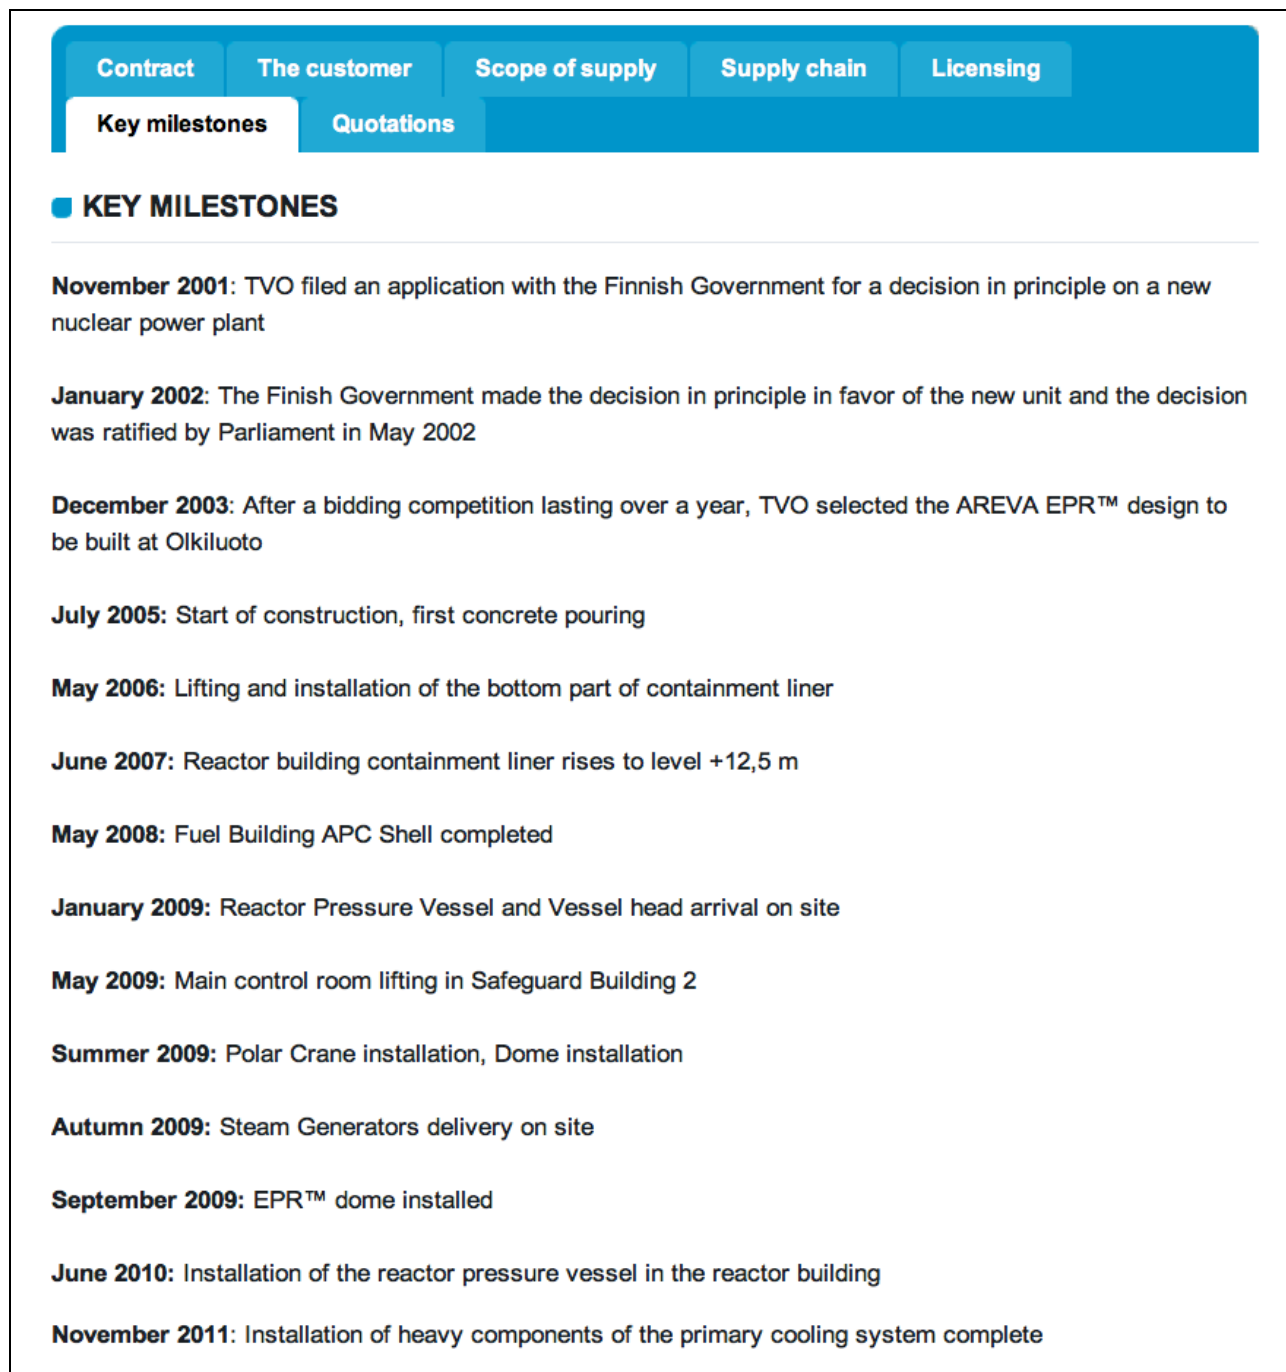 Contract The customer Scope of supply Supply chain Licensing
Key milestones Quotations
KEY MILESTONES
November 2001: TVO filed an application with the Finnish Government for a decision in principle on a new
nuclear power plant
January 2002: The Finish Government made the decision in principle in favor of the new unit and the decision
was ratified by Parliament in May 2002
December 2003: After a bidding competition lasting over a year, TVO selected the AREVA EPR™ design to
be built at Olkiluoto
July 2005: Start of construction, first concrete pouring
May 2006: Lifting and installation of the bottom part of containment liner
June 2007: Reactor building containment liner rises to level +12,5 m
May 2008: Fuel Building APC Shell completed
January 2009: Reactor Pressure Vessel and Vessel head arrival on site
May 2009: Main control room lifting in Safeguard Building 2
Summer 2009: Polar Crane installation, Dome installation
Autumn 2009: Steam Generators delivery on site
September 2009: EPR™ dome installed
June 2010: Installation of the reactor pressure vessel in the reactor building
November 2011: Installation of heavy components of the primary cooling system complete